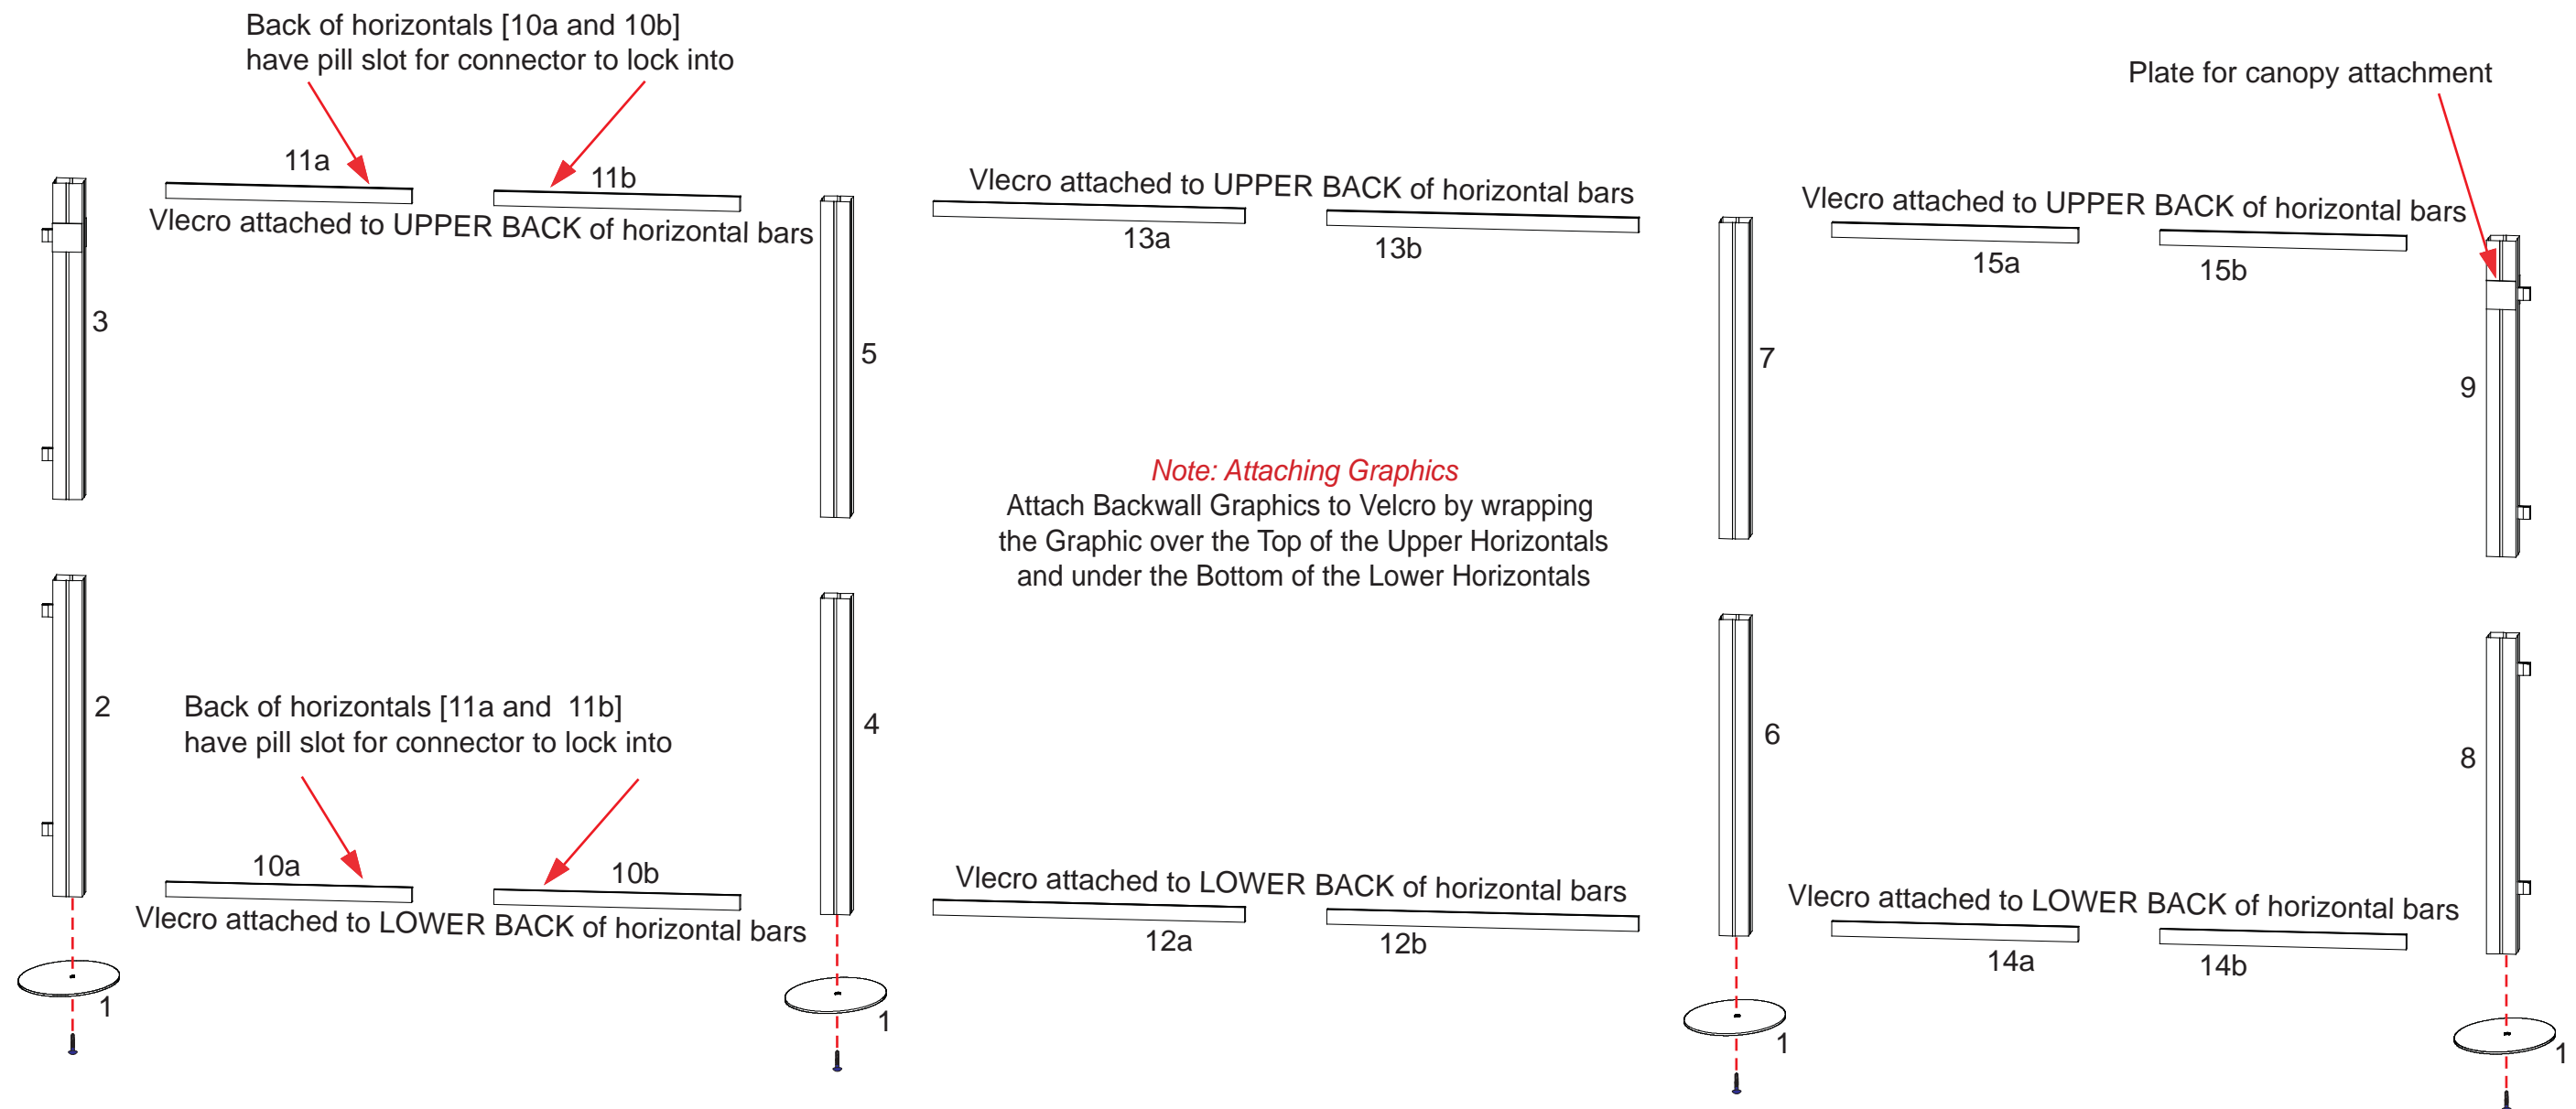 Back of horizontals [10a and 10b]
have pill slot for connector to lock into
Plate for canopy attachment
11a
11b
Vlecro attached to UPPER BACK of horizontal bars
Vlecro attached to UPPER BACK of horizontal bars
13a
13b
Vlecro attached to UPPER BACK of horizontal bars
15a
15b
3
5
7
9
Note: Attaching Graphics
Attach Backwall Graphics to Velcro by wrapping
the Graphic over the Top of the Upper Horizontals
and under the Bottom of the Lower Horizontals
2
Back of horizontals [11a and 11b]
have pill slot for connector to lock into
4
6
8
10a
10b
Vlecro attached to LOWER BACK of horizontal bars
Vlecro attached to LOWER BACK of horizontal bars
12a
12b
Vlecro attached to LOWER BACK of horizontal bars
14a
14b
1
1
1
1